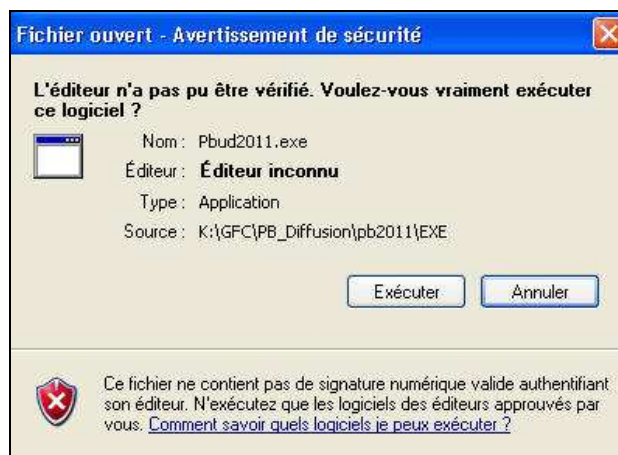 Fichier ouvert - Avertissement de sécurité
L'éditeur n'a pas pu être vérifié. Voulez-vous vraiment exécuter
ce logiciel ?
Nom : Pbud2011.exe
Éditeur : Éditeur inconnu
Type : Application
Source : K:\GFC\PB_Diffusion\pb2011\EXE
Exécuter Annuler
Ce fichier ne contient pas de signature numérique valide authentifiant
son éditeur. N'exécutez que les logiciels des éditeurs approuvés par
vous. Comment savoir quels logiciels je peux exécuter ?